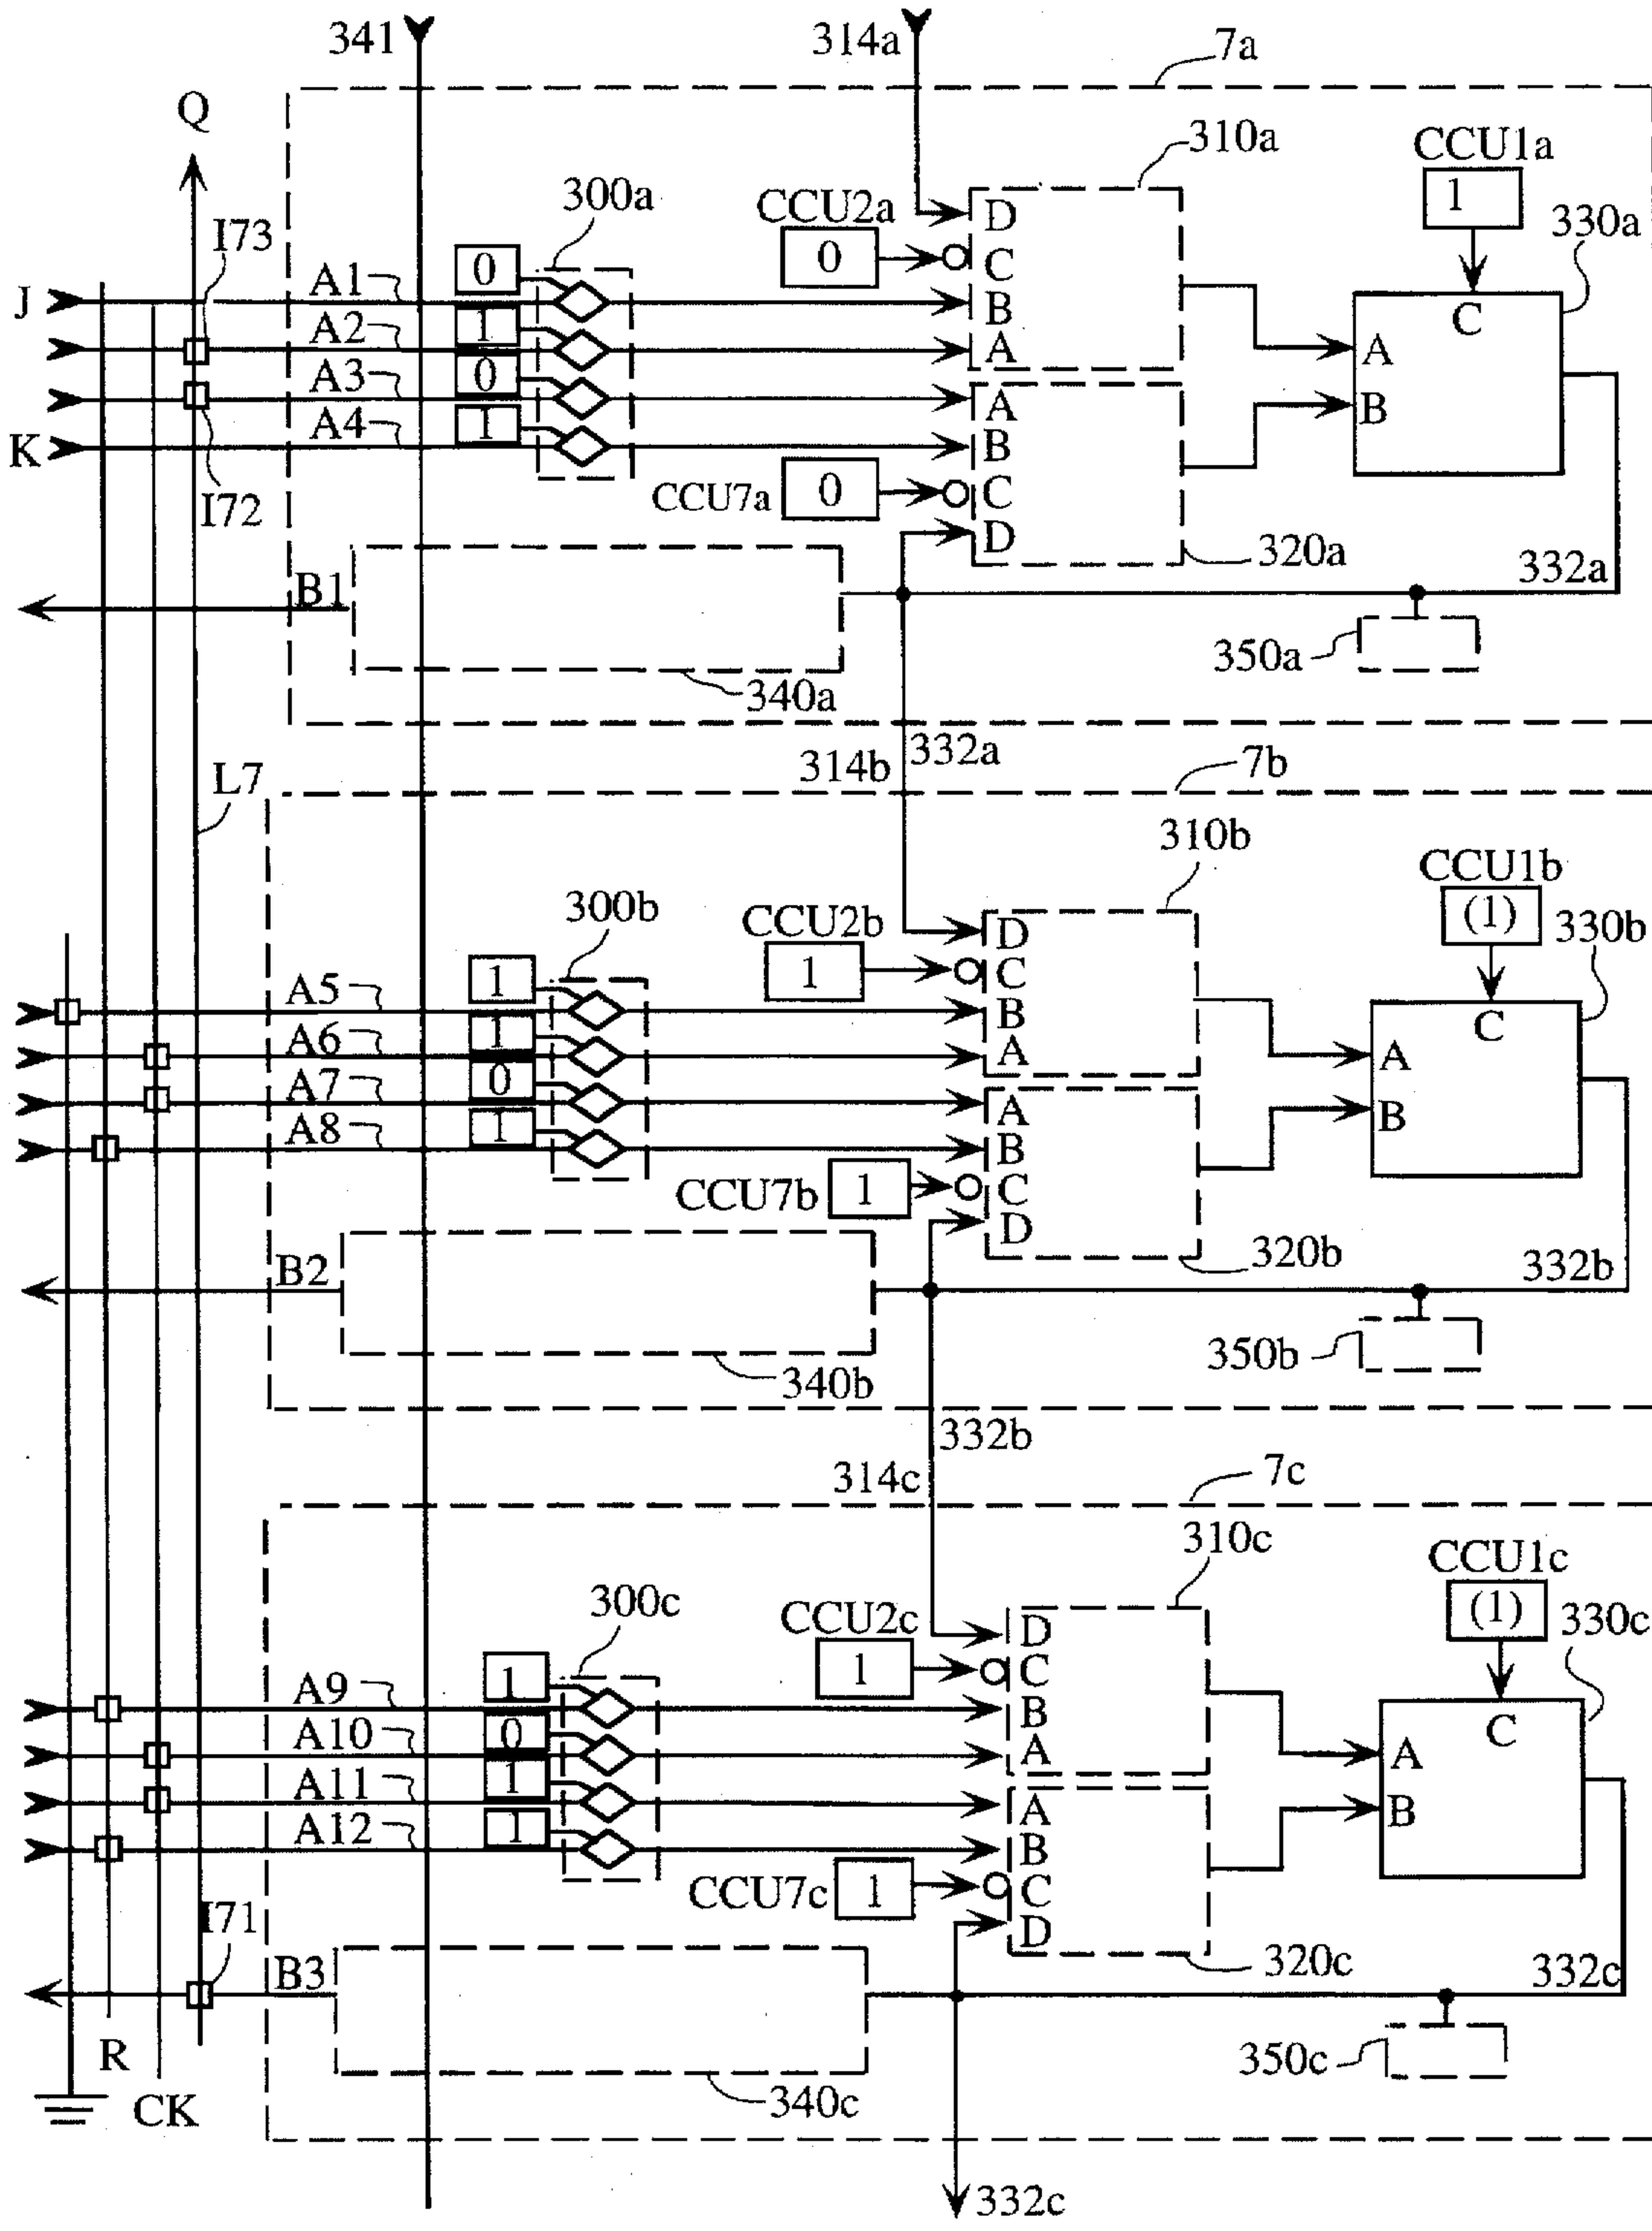 341
314a
7a
Q
310a
CCU1a
1
300a
CCU2a
0
D
330a
I73
J
A1
0
C
B
C
A2
1
A
A
A3
0
A
B
K
A4
1
B
I72
CCU7a
0
C
D
320a
B1
332a
350a
340a
332a
314b
7b
L7
310b
CCU1b
(1)
300b
CCU2b
1
D
330b
A5
1
C
B
C
A6
1
A
A
A7
0
A
B
A8
1
B
CCU7b
1
C
D
320b
B2
332b
350b
340b
332b
314c
7c
310c
CCU1c
(1)
300c
CCU2c
1
D
330c
A9
1
C
B
C
A10
0
A
A
A11
1
A
B
A12
1
B
CCU7c
1
C
D
I71
320c
B3
332c
R
350c
CK
340c
332c